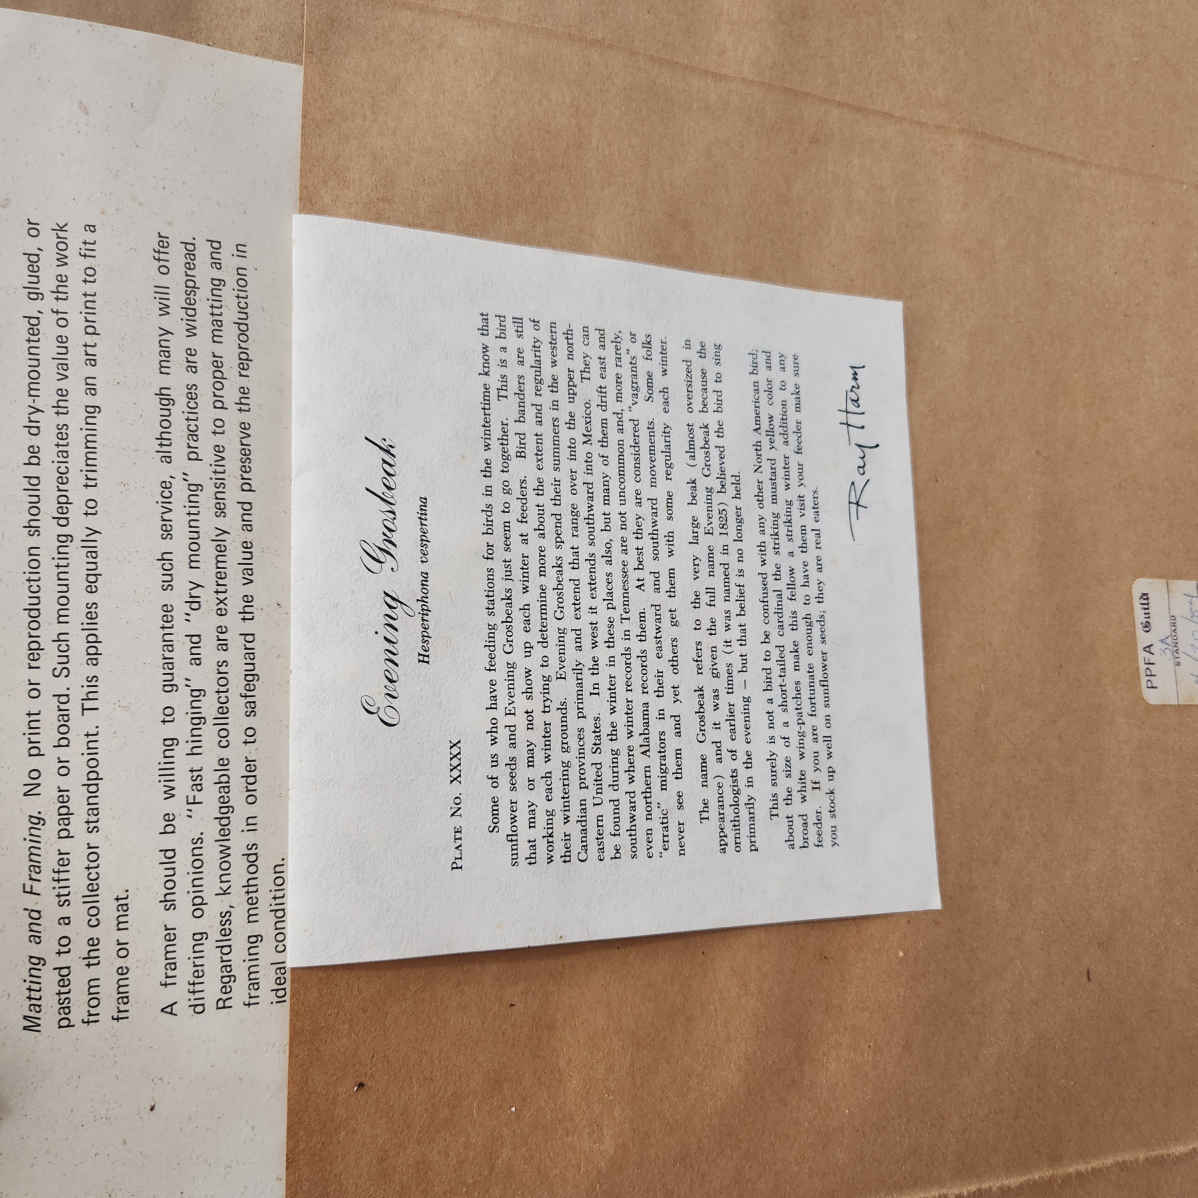 Matting and Framing. No print or reproduction should be dry-mounted, glued, or
pasted to a stiffer paper or board. Such mounting depreciates the value of the work
from the collector standpoint. This applies equally to trimming an art print to fit a
frame or mat.
A framer should be willing to guarantee such service, although many will offer
differing opinions. "Fast hinging" and "dry mounting" practices are widespread.
Regardless, knowledgeable collectors are extremely sensitive to proper matting and
framing methods in order to safeguard the value and preserve the reproduction in
ideal condition.
Evening Grosbeak
Hesperiphona vespertina
PLATE NO. XXXX
Some of us who have feeding stations for birds in the wintertime know that
sunflower seeds and Evening Grosbeaks just seem to go together. This is a bird
that may or may not show up each winter at feeders. Bird banders are still
working each winter trying to determine more about the extent and regularity of
their wintering grounds. Evening Grosbeaks spend their summers in the western
Canadian provinces primarily and extend that range over into the upper north-
eastern United States. In the west it extends southward into Mexico. They can
be found during the winter in these places also, but many of them drift east and
southward where winter records in Tennessee are not uncommon and, more rarely,
even northern Alabama records them. At best they are considered "vagrants" or
"erratic" migrators in their eastward and southward movements. Some folks
never see them and yet others get them with some regularity each winter.
The name Grosbeak refers to the very large beak (almost oversized in
appearance) and it was given the full name Evening Grosbeak because the
ornithologists of earlier times (it was named in 1825) believed the bird to sing
primarily in the evening – but that belief is no longer held.
This surely is not a bird to be confused with any other North American bird;
about the size of a short-tailed cardinal the striking mustard yellow color and
broad white wing-patches make this fellow a striking winter addition to any
feeder. If you are fortunate enough to have them visit your feeder make sure
you stock up well on sunflower seeds; they are real eaters.
Ray Harm
PPFA Guild
3A
STANDARD